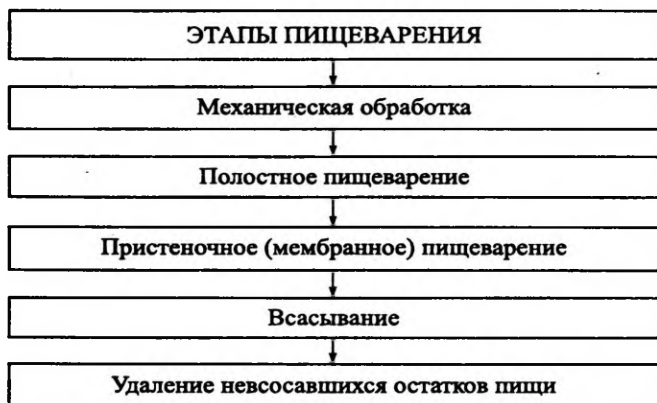 ЭТАПЫ ПИЩЕВАРЕНИЯ
Механическая обработка
Полостное пищеварение
Пристеночное (мембранное) пищеварение
Всасывание
Удаление невсосавшихся остатков пищи